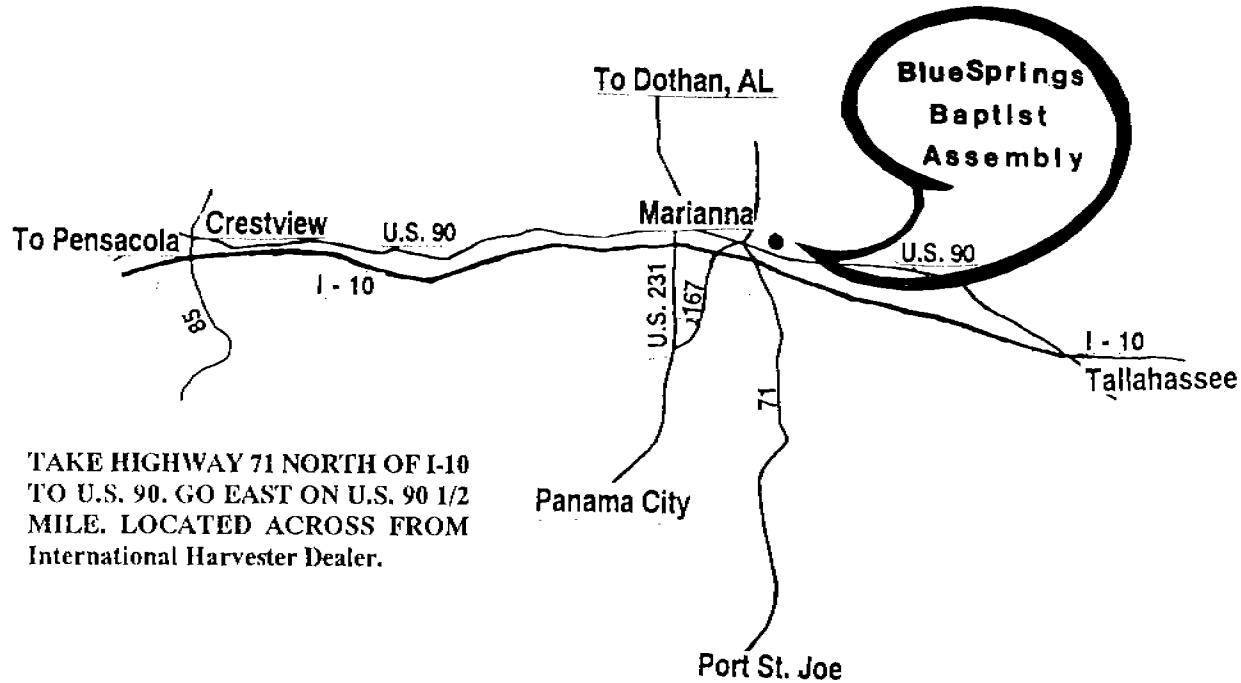 BlueSprings
Baptist
Assembly
To Dothan, AL
Marianna
Crestview
To Pensacola
U.S. 90
U.S. 90
I - 10
U.S. 231
167
85
I - 10
Tallahassee
71
TAKE HIGHWAY 71 NORTH OF I-10
TO U.S. 90. GO EAST ON U.S. 90 1/2
MILE. LOCATED ACROSS FROM
International Harvester Dealer.
Panama City
Port St. Joe